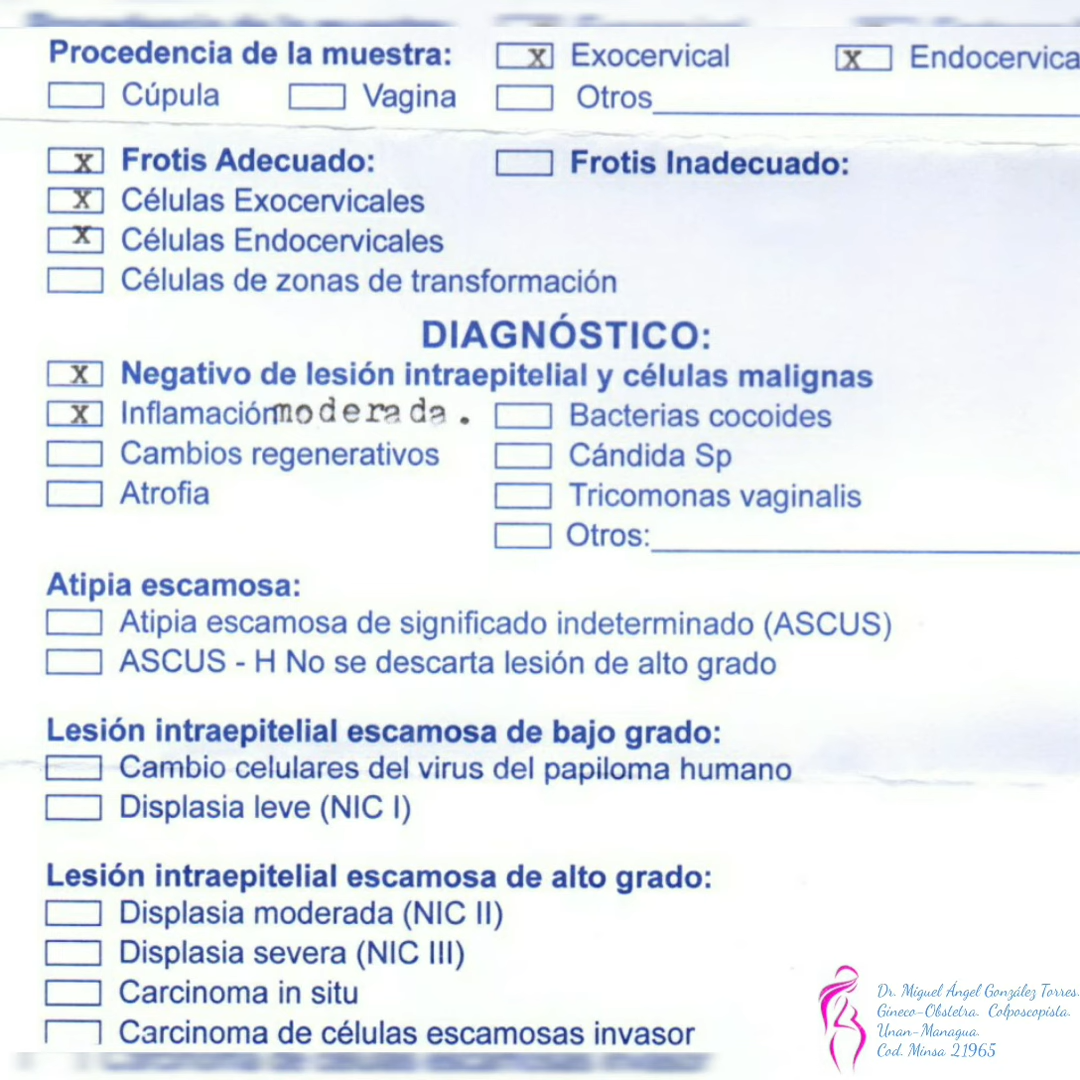 Procedencia de la muestra: x Exocervical x Endocervica
Cúpula Vagina Otros
x Frotis Adecuado: Frotis Inadecuado:
x Células Exocervicales
x Células Endocervicales
Células de zonas de transformación
DIAGNÓSTICO:
x Negativo de lesión intraepitelial y células malignas
x Inflamación moderada. Bacterias cocoides
Cambios regenerativos Cándida Sp
Atrofia Tricomonas vaginalis
Otros:
Atipia escamosa:
Atipia escamosa de significado indeterminado (ASCUS)
ASCUS - H No se descarta lesión de alto grado
Lesión intraepitelial escamosa de bajo grado:
Cambio celulares del virus del papiloma humano
Displasia leve (NIC I)
Lesión intraepitelial escamosa de alto grado:
Displasia moderada (NIC II)
Displasia severa (NIC III)
Carcinoma in situ
Carcinoma de células escamosas invasor
Dr. Miguel Ángel González Torres.
Gineco-Obstetra. Colposcopista.
Unan-Managua.
Cod. Minsa 21965